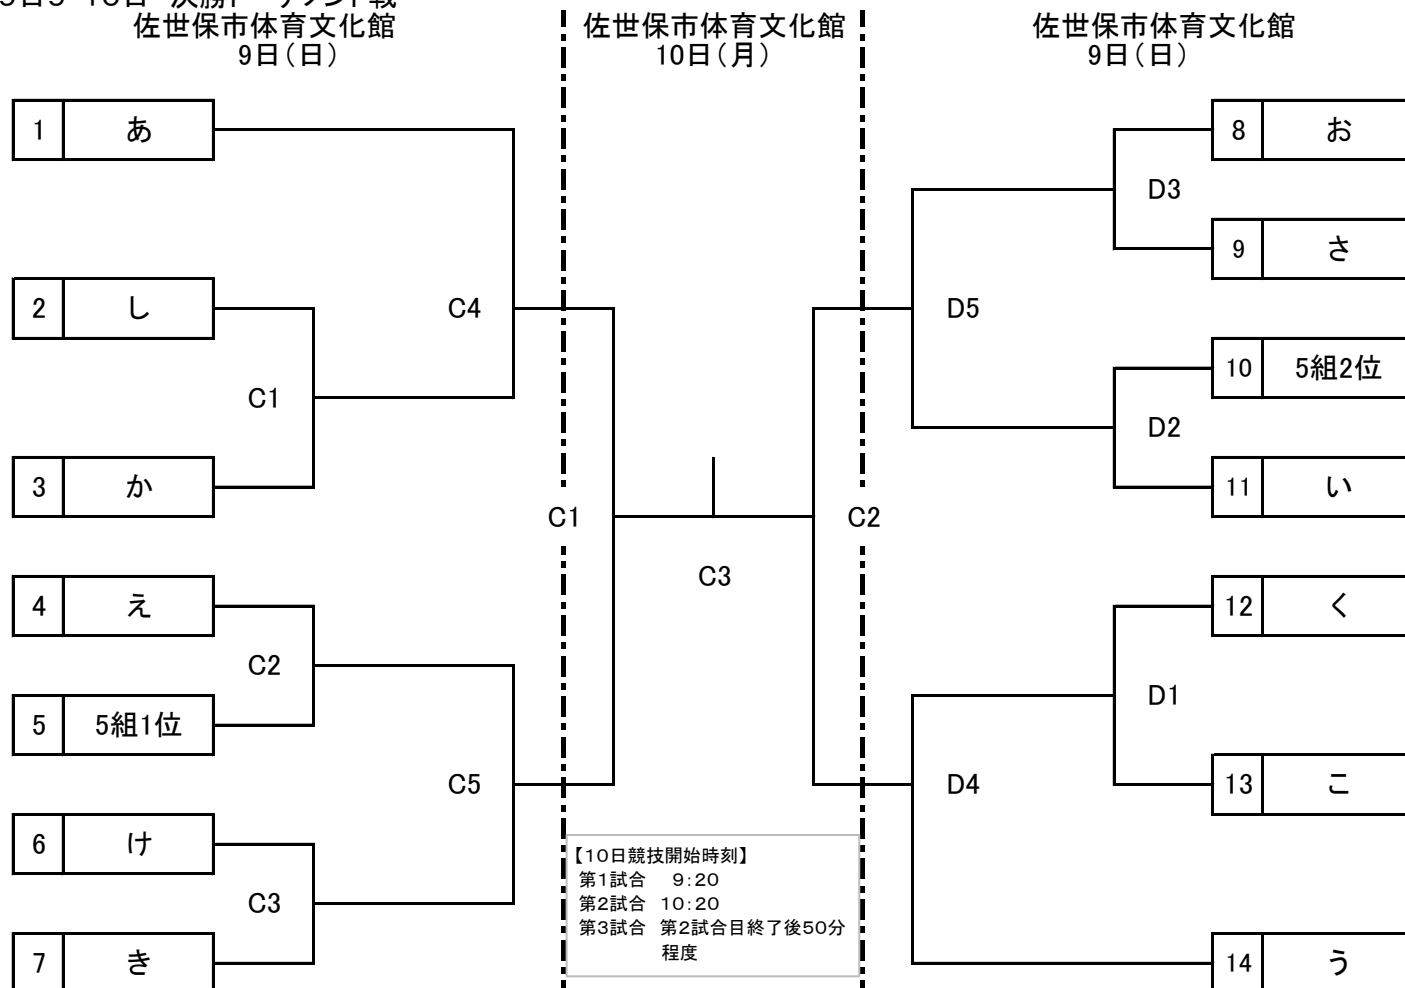 佐世保市体育文化館
9日(日)
佐世保市体育文化館
10日(月)
佐世保市体育文化館
9日(日)
1 あ
2 し
3 か
4 え
5 5組1位
6 け
7 き
C1
C2
C3
C4
C5
C1
C3
C2
D5
D4
D3
D2
D1
8 お
9 さ
10 5組2位
11 い
12 く
13 こ
14 う
【10日競技開始時刻】
第1試合 9:20
第2試合 10:20
第3試合 第2試合目終了後50分
程度